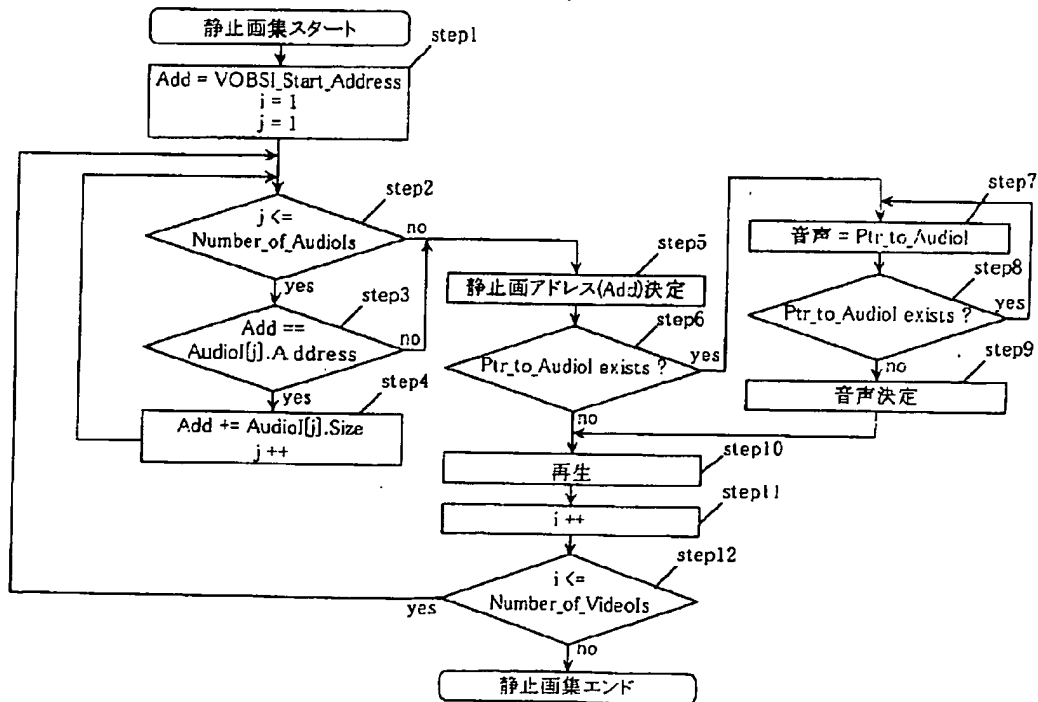 静止画集スタート
step1
Add = VOBSI_Start_Address
i = 1
j = 1
step2
j <=
Number_of_AudioIs
no
yes
step3
Add ==
AudioI[j].Address
no
yes
step4
Add += AudioI[j].Size
j ++
step5
静止画アドレス(Add)決定
step6
Ptr_to_AudioI exists ?
yes
no
step7
音声 = Ptr_to_AudioI
step8
Ptr_to_AudioI exists ?
yes
no
step9
音声決定
step10
再生
step11
i ++
step12
i <=
Number_of_VideoIs
yes
no
静止画集エンド